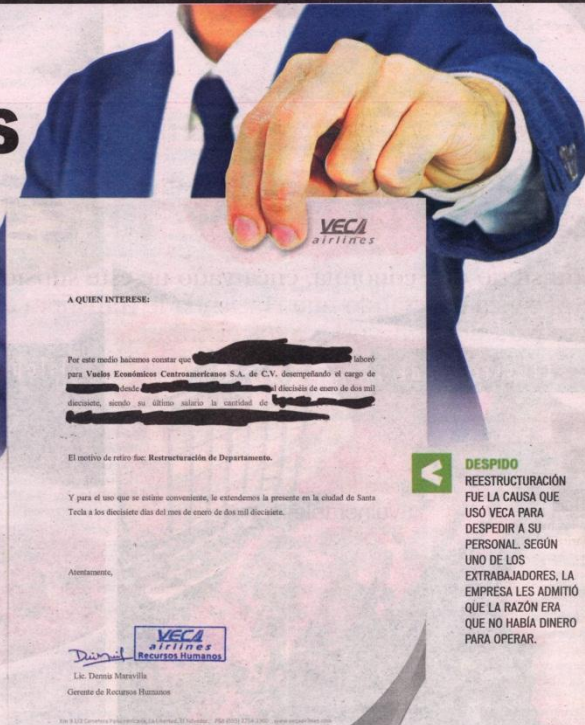 S
VECA
airlines
A QUIEN INTERESE:
Por este medio hacemos constar que laboró
para Vuelos Económicos Centroamericanos S.A. de C.V. desempeñando el cargo de
desde al dieciséis de enero de dos mil
diecisiete, siendo su último salario la cantidad de
El motivo de retiro fue: Restructuración de Departamento.
Y para el uso que se estime conveniente, le extendemos la presente en la ciudad de Santa
Tecla a los diecisiete días del mes de enero de dos mil diecisiete.
Atentamente,
VECA
airlines
Recursos Humanos
Lic. Dennis Maravilla
Gerente de Recursos Humanos
<
DESPIDO
REESTRUCTURACIÓN
FUE LA CAUSA QUE
USÓ VECA PARA
DESPEDIR A SU
PERSONAL. SEGÚN
UNO DE LOS
EXTRABAJADORES, LA
EMPRESA LES ADMITIÓ
QUE LA RAZÓN ERA
QUE NO HABÍA DINERO
PARA OPERAR.